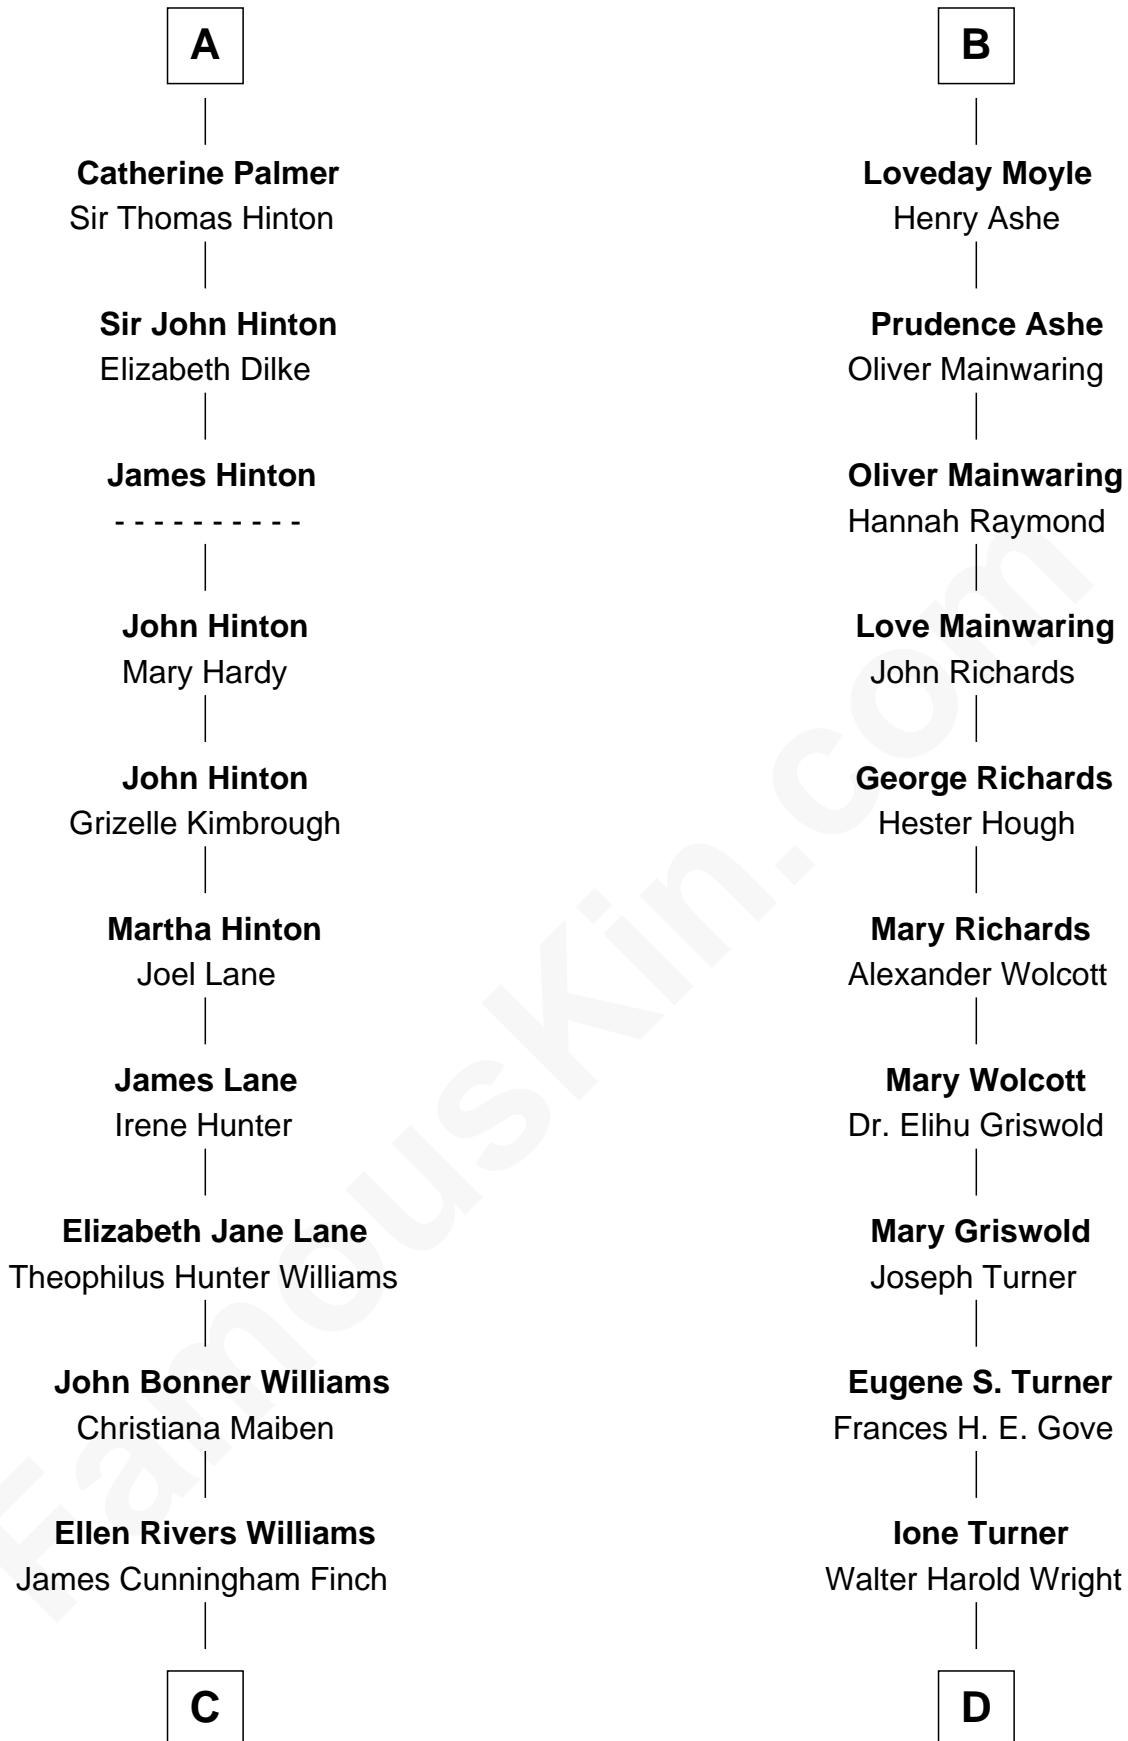 A
Catherine Palmer
Sir Thomas Hinton
Sir John Hinton
Elizabeth Dilke
James Hinton
- - - - - - - - - -
John Hinton
Mary Hardy
John Hinton
Grizelle Kimbrough
Martha Hinton
Joel Lane
James Lane
Irene Hunter
Elizabeth Jane Lane
Theophilus Hunter Williams
John Bonner Williams
Christiana Maiben
Ellen Rivers Williams
James Cunningham Finch
C
B
Loveday Moyle
Henry Ashe
Prudence Ashe
Oliver Mainwaring
Oliver Mainwaring
Hannah Raymond
Love Mainwaring
John Richards
George Richards
Hester Hough
Mary Richards
Alexander Wolcott
Mary Wolcott
Dr. Elihu Griswold
Mary Griswold
Joseph Turner
Eugene S. Turner
Frances H. E. Gove
Ione Turner
Walter Harold Wright
D
FamousKin.com